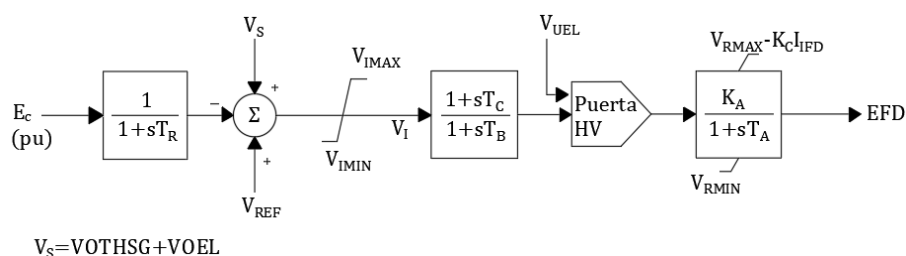 V_S
V_UEL
V_IMAX
V_RMAX-K_CI_IFD
E_c
(pu)
1
1+sT_R
−
+
Σ
+
V_IMIN
V_I
1+sT_C
1+sT_B
Puerta
HV
K_A
1+sT_A
EFD
V_RMIN
V_REF
V_S=VOTHSG+VOEL